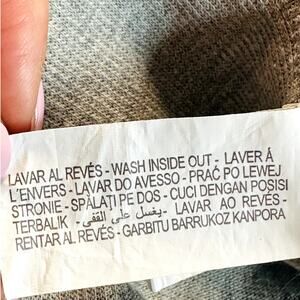 LAVAR AL REVÉS - WASH INSIDE OUT - LAVER Á
L'ENVERS - LAVAR DO AVESSO - PRAĆ PO LEWEJ
STRONIE - SPĂLAȚI PE DOS - CUCI DENGAN POSISI
TERBALIK - يغسل على القفى - LAVAR AO REVÉS -
RENTAR AL REVÉS - GARBITU BARRUKOZ KANPORA